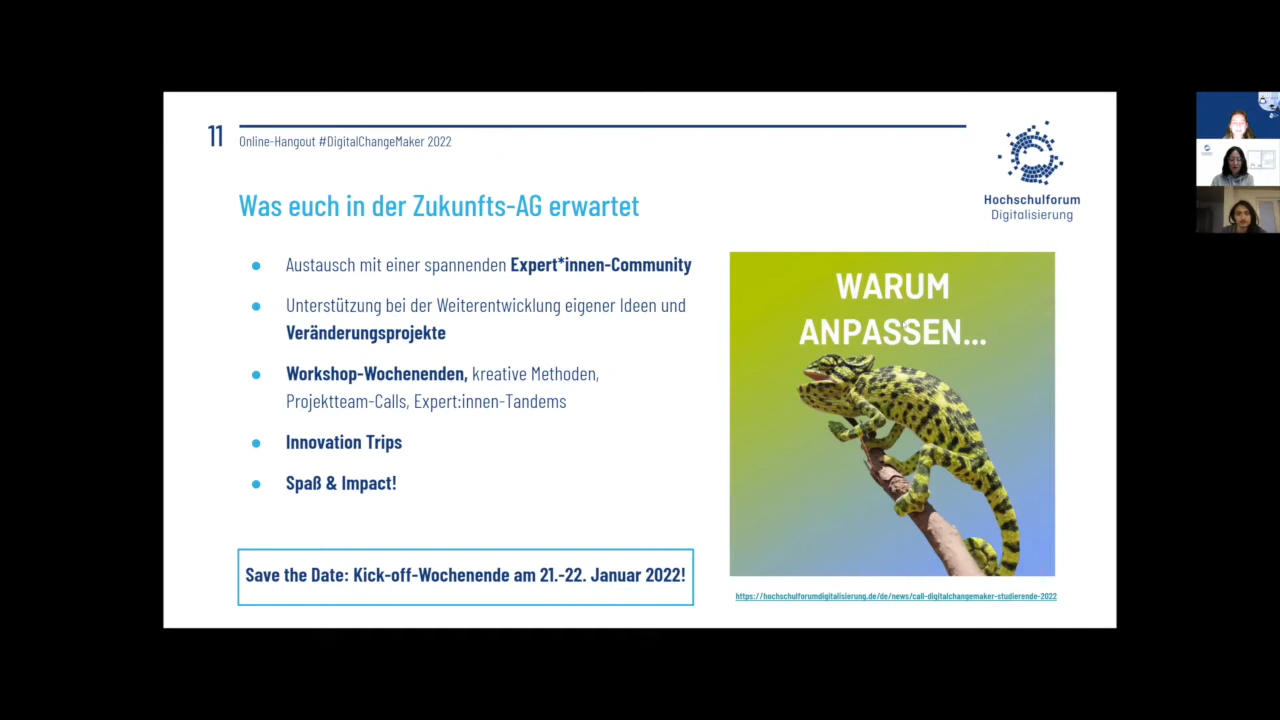 11
Online-Hangout #DigitalChangeMaker 2022
Hochschulforum
Digitalisierung
Was euch in der Zukunfts-AG erwartet
Austausch mit einer spannenden Expert*innen-Community
Unterstützung bei der Weiterentwicklung eigener Ideen und
Veränderungsprojekte
Workshop-Wochenenden, kreative Methoden,
Projektteam-Calls, Expert:innen-Tandems
Innovation Trips
Spaß & Impact!
Save the Date: Kick-off-Wochenende am 21.-22. Januar 2022!
WARUM
ANPASSEN...
https://hochschulforumdigitalisierung.de/de/news/call-digitalchangemaker-studierende-2022